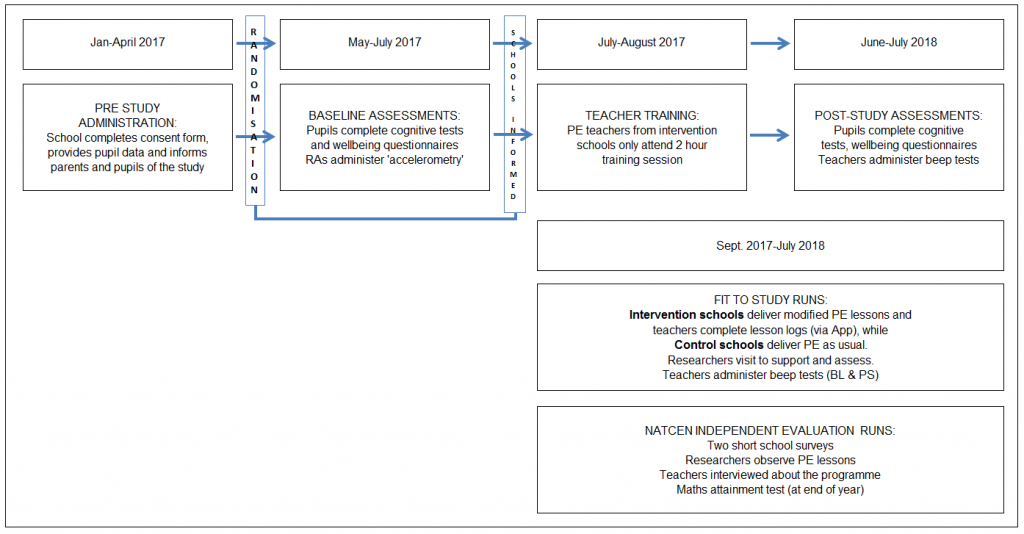 Jan-April 2017
RANDOMISATION
May-July 2017
SCHOOLS INFORMED
July-August 2017
June-July 2018
PRE STUDY
ADMINISTRATION:
School completes consent form,
provides pupil data and informs
parents and pupils of the study
BASELINE ASSESSMENTS:
Pupils complete cognitive tests
and wellbeing questionnaires
RAs administer 'accelerometry'
TEACHER TRAINING:
PE teachers from intervention
schools only attend 2 hour
training session
POST-STUDY ASSESSMENTS:
Pupils complete cognitive
tests, wellbeing questionnaires
Teachers administer beep tests
Sept. 2017-July 2018
FIT TO STUDY RUNS:
Intervention schools deliver modified PE lessons and
teachers complete lesson logs (via App), while
Control schools deliver PE as usual.
Researchers visit to support and assess.
Teachers administer beep tests (BL & PS)
NATCEN INDEPENDENT EVALUATION RUNS:
Two short school surveys
Researchers observe PE lessons
Teachers interviewed about the programme
Maths attainment test (at end of year)